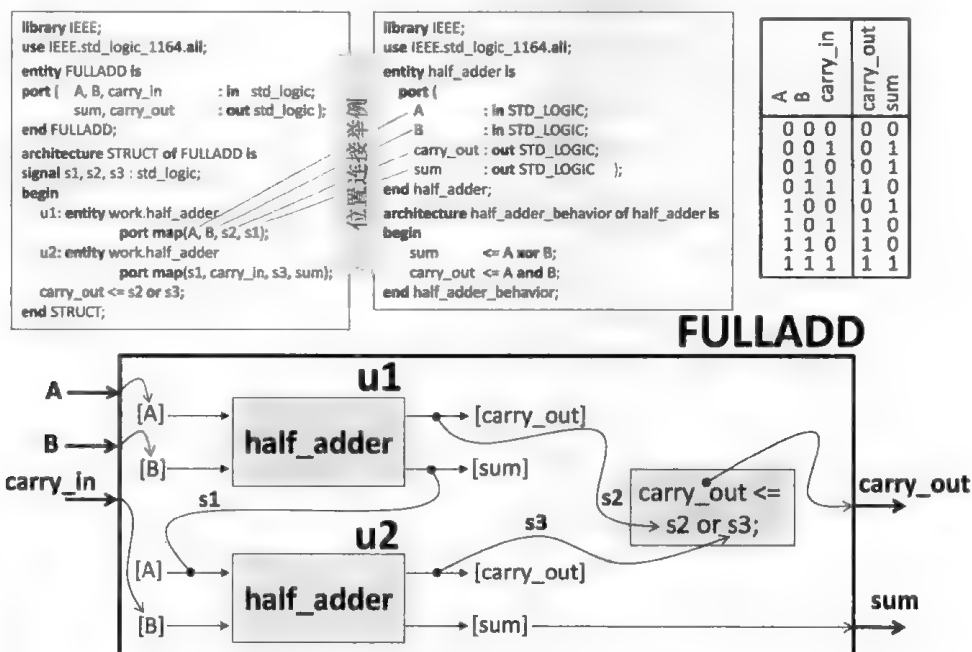 library IEEE;
use IEEE.std_logic_1164.all;
entity FULLADD is
port ( A, B, carry_in : in std_logic;
sum, carry_out : out std_logic );
end FULLADD;
architecture STRUCT of FULLADD is
signal s1, s2, s3 : std_logic;
begin
u1: entity work.half_adder
port map(A, B, s2, s1);
u2: entity work.half_adder
port map(s1, carry_in, s3, sum);
carry_out <= s2 or s3;
end STRUCT;
位置连接举例
library IEEE;
use IEEE.std_logic_1164.all;
entity half_adder is
port (
A : in STD_LOGIC;
B : in STD_LOGIC;
carry_out : out STD_LOGIC;
sum : out STD_LOGIC );
end half_adder;
architecture half_adder_behavior of half_adder is
begin
sum <= A xor B;
carry_out <= A and B;
end half_adder_behavior;
A B carry_in carry_out sum
0 0 0 0 0
0 0 1 0 1
0 1 0 0 1
0 1 1 1 0
1 0 0 0 1
1 0 1 1 0
1 1 0 1 0
1 1 1 1 1
FULLADD
u1
A
[A]
[carry_out]
half_adder
B
[B]
[sum]
carry_in
s1
s2
carry_out <=
s2 or s3;
carry_out
u2
s3
[A]
[carry_out]
half_adder
sum
[B]
[sum]